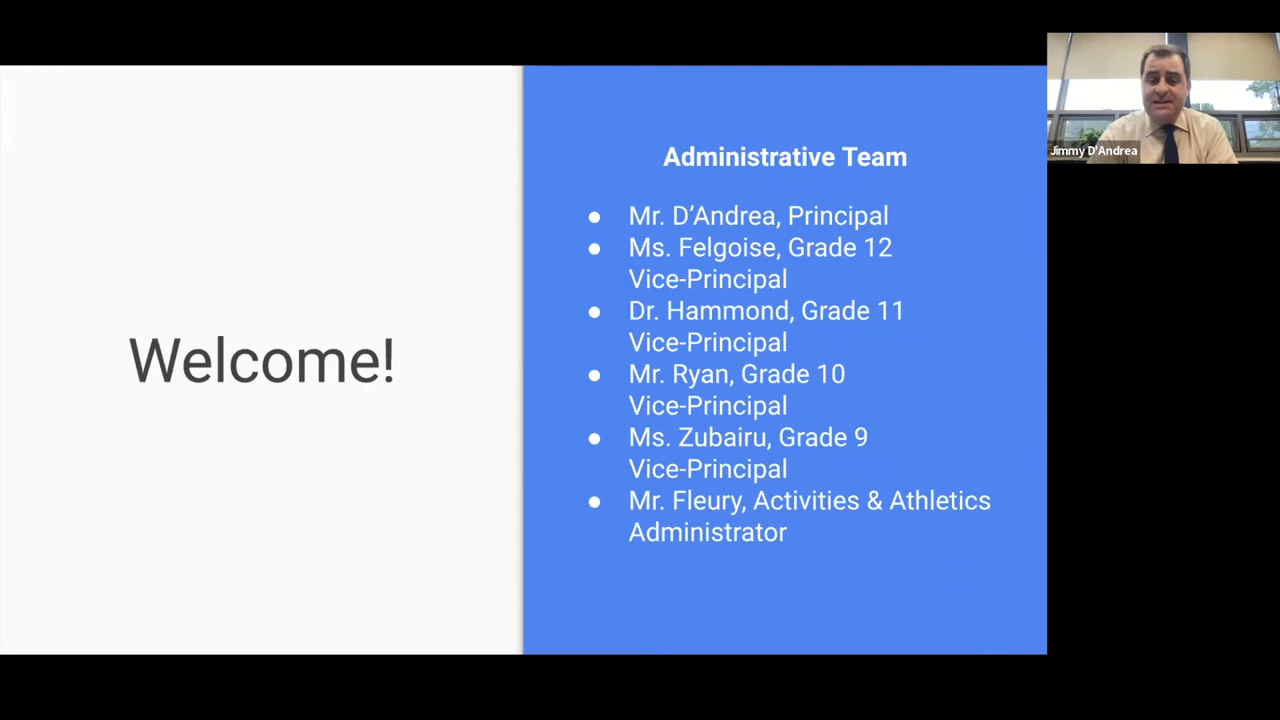 Welcome!
Administrative Team
● Mr. D’Andrea, Principal
● Ms. Felgoise, Grade 12
Vice-Principal
● Dr. Hammond, Grade 11
Vice-Principal
● Mr. Ryan, Grade 10
Vice-Principal
● Ms. Zubairu, Grade 9
Vice-Principal
● Mr. Fleury, Activities & Athletics
Administrator
Jimmy D'Andrea